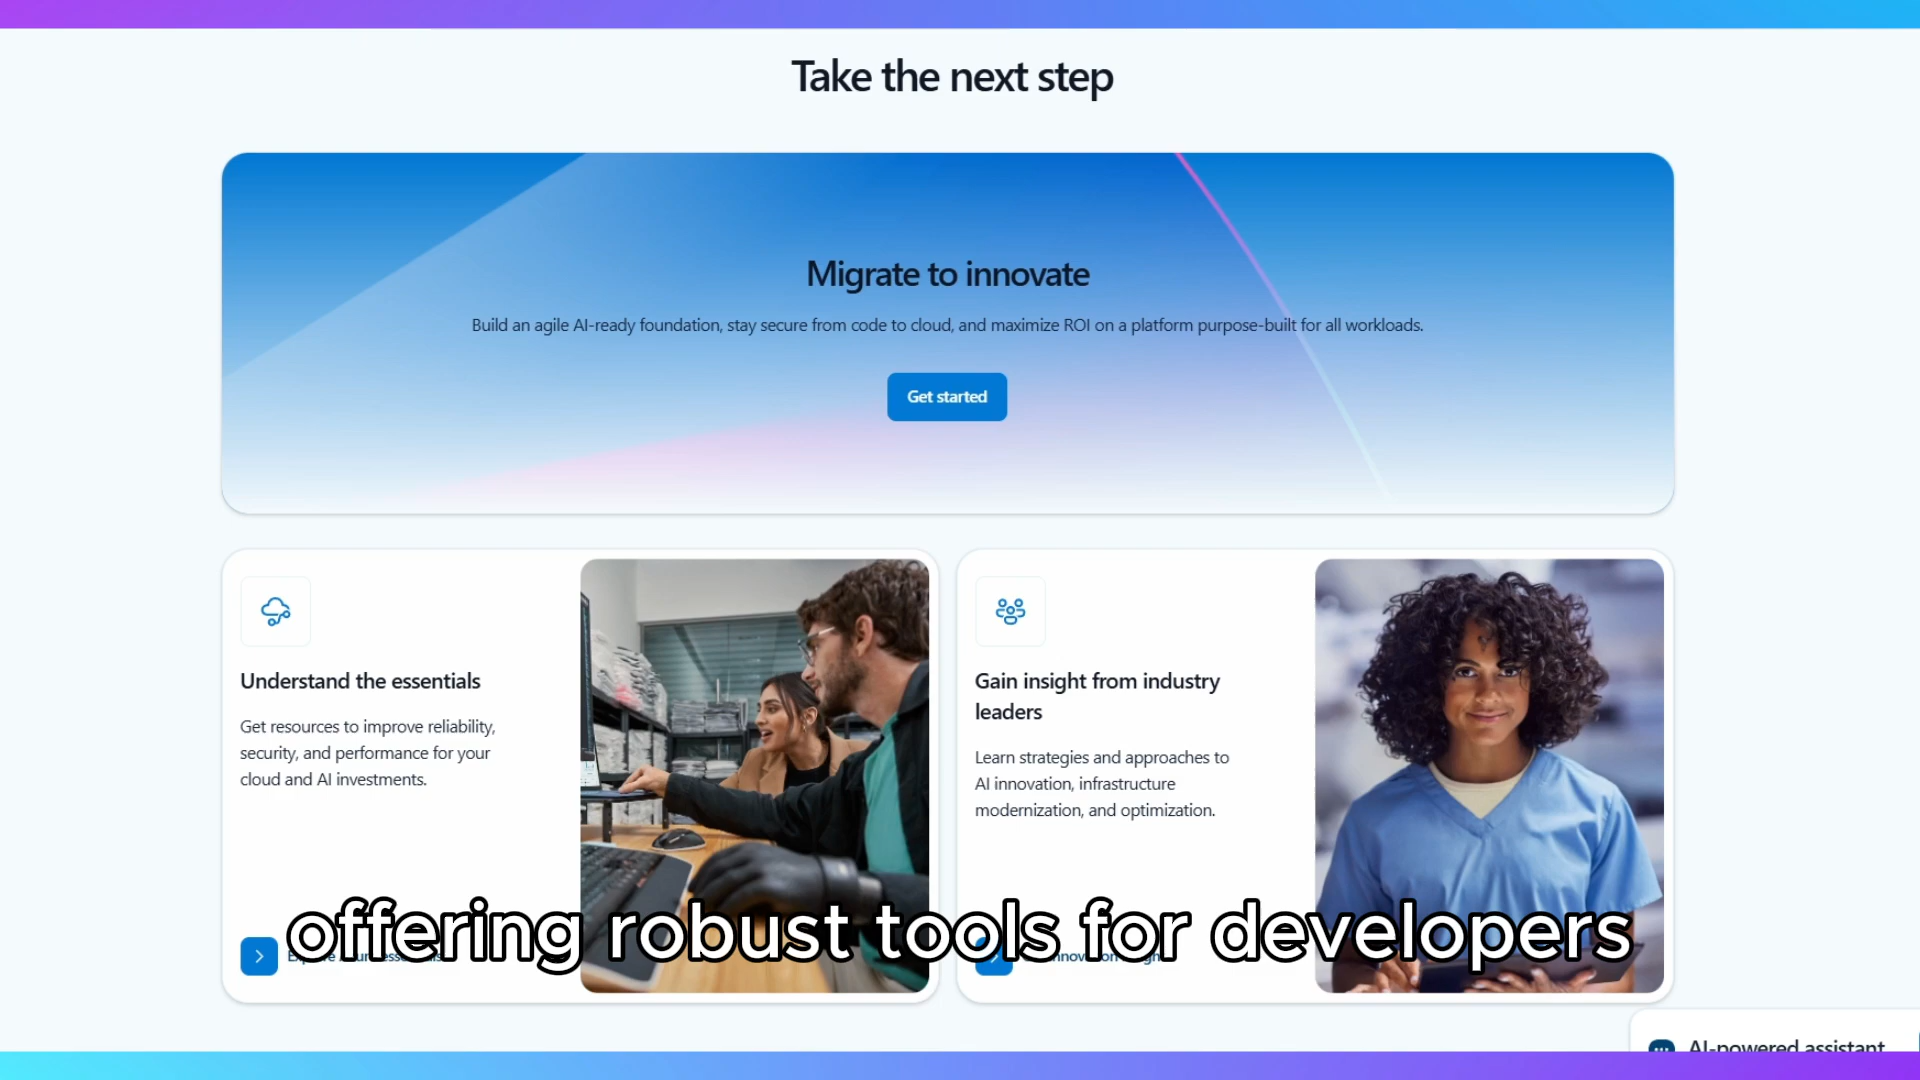 Take the next step
Migrate to innovate
Build an agile AI-ready foundation, stay secure from code to cloud, and maximize ROI on a platform purpose-built for all workloads.
Get started
Understand the essentials
Get resources to improve reliability,
security, and performance for your
cloud and AI investments.
Gain insight from industry
leaders
Learn strategies and approaches to
AI innovation, infrastructure
modernization, and optimization.
offering robust tools for developers
AI-powered assistant